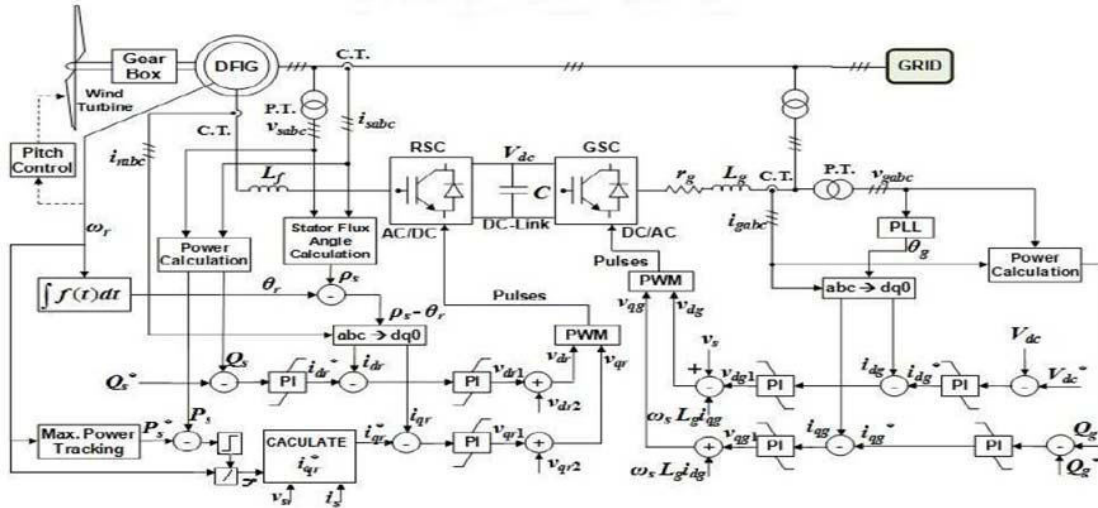 C.T.
Gear
Box
DFIG
GRID
Wind
Turbine
P.T.
v_sabc
i_sabc
C.T.
i_rabc
Pitch
Control
RSC
V_dc
GSC
L_f
C
r_g
L_g
C.T.
P.T.
v_gabc
DC-Link
AC/DC
DC/AC
i_gabc
PLL
θ_g
ω_r
Power
Calculation
Stator Flux
Angle
Calculation
Pulses
PWM
abc → dq0
Power
Calculation
∫ f(t)dt
θ_r
ρ_s
-
Pulses
v_qg
v_dg
ρ_s - θ_r
abc → dq0
PWM
v_s
V_dc
v_dr
v_qr
+
Q_s*
Q_s
-
PI
i_dr*
-
i_dr
PI
v_dr1
+
v_dr2
-
v_dg1
PI
i_dg
-
i_dg*
PI
-
V_dc*
ω_s L_g i_qg
P_s
i_qr
Max. Power
Tracking
P_s*
-
CACULATE
i_qr*
i_qr*
-
PI
v_qr1
+
v_qr2
+
v_qg1
PI
i_qg
-
i_qg*
PI
-
Q_g
Q_g*
ω_s L_g i_dg
v_s
i_s